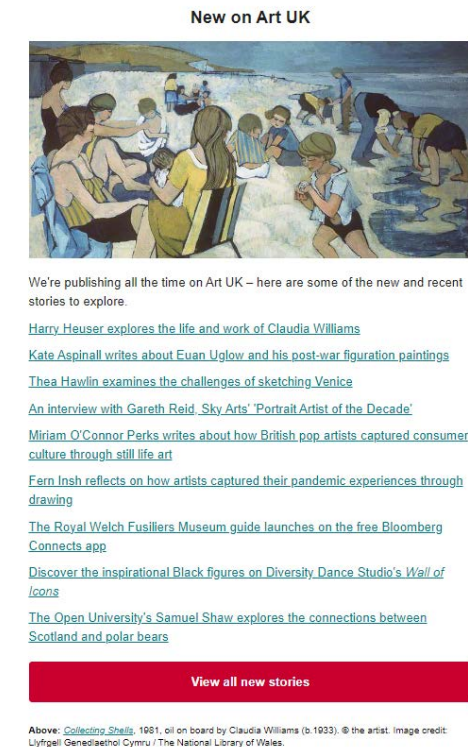 New on Art UK
We're publishing all the time on Art UK – here are some of the new and recent
stories to explore.
Harry Heuser explores the life and work of Claudia Williams
Kate Aspinall writes about Euan Uglow and his post-war figuration paintings
Thea Hawlin examines the challenges of sketching Venice
An interview with Gareth Reid, Sky Arts' 'Portrait Artist of the Decade'
Miriam O'Connor Perks writes about how British pop artists captured consumer
culture through still life art
Fern Insh reflects on how artists captured their pandemic experiences through
drawing
The Royal Welch Fusiliers Museum guide launches on the free Bloomberg
Connects app
Discover the inspirational Black figures on Diversity Dance Studio's Wall of
Icons
The Open University's Samuel Shaw explores the connections between
Scotland and polar bears
View all new stories
Above: Collecting Shells, 1981, oil on board by Claudia Williams (b.1933). © the artist. Image credit:
Llyfrgell Genedlaethol Cymru / The National Library of Wales.